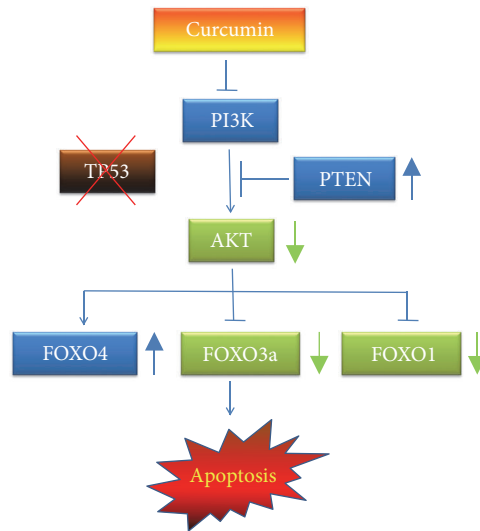 Curcumin
PI3K
TP53
PTEN
AKT
FOXO4
FOXO3a
FOXO1
Apoptosis